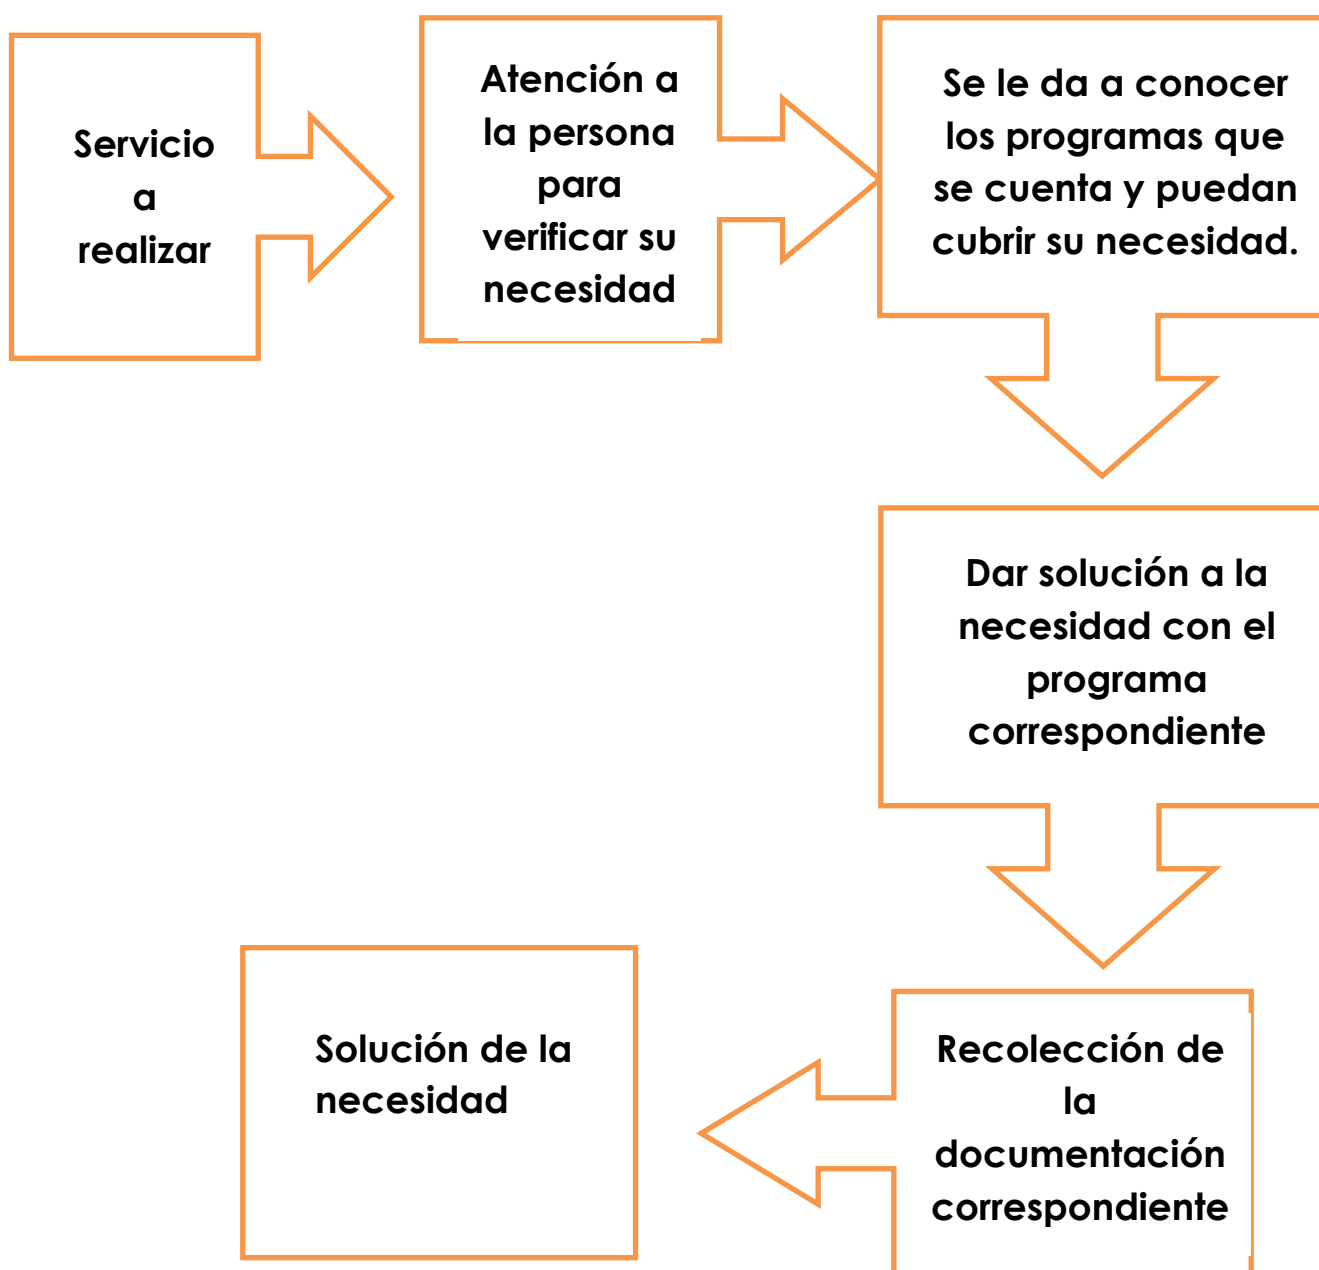 Servicio
a
realizar
Atención a
la persona
para
verificar su
necesidad
Se le da a conocer
los programas que
se cuenta y puedan
cubrir su necesidad.
Dar solución a la
necesidad con el
programa
correspondiente
Recolección de
la
documentación
correspondiente
Solución de la
necesidad